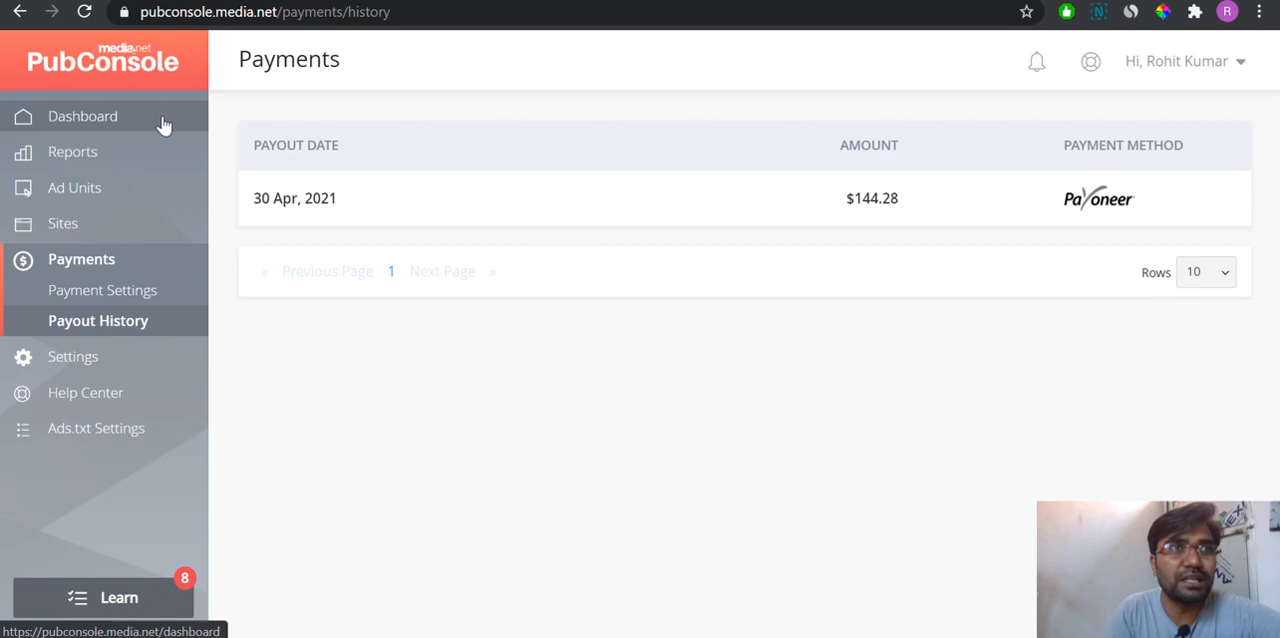 pubconsole.media.net/payments/history
N
R
media.net
PubConsole
Payments
Hi, Rohit Kumar
Dashboard
Reports
Ad Units
Sites
$ Payments
Payment Settings
Payout History
Settings
Help Center
Ads.txt Settings
PAYOUT DATE AMOUNT PAYMENT METHOD
30 Apr, 2021 $144.28 Payoneer
« Previous Page 1 Next Page » Rows 10
8
Learn
https://pubconsole.media.net/dashboard